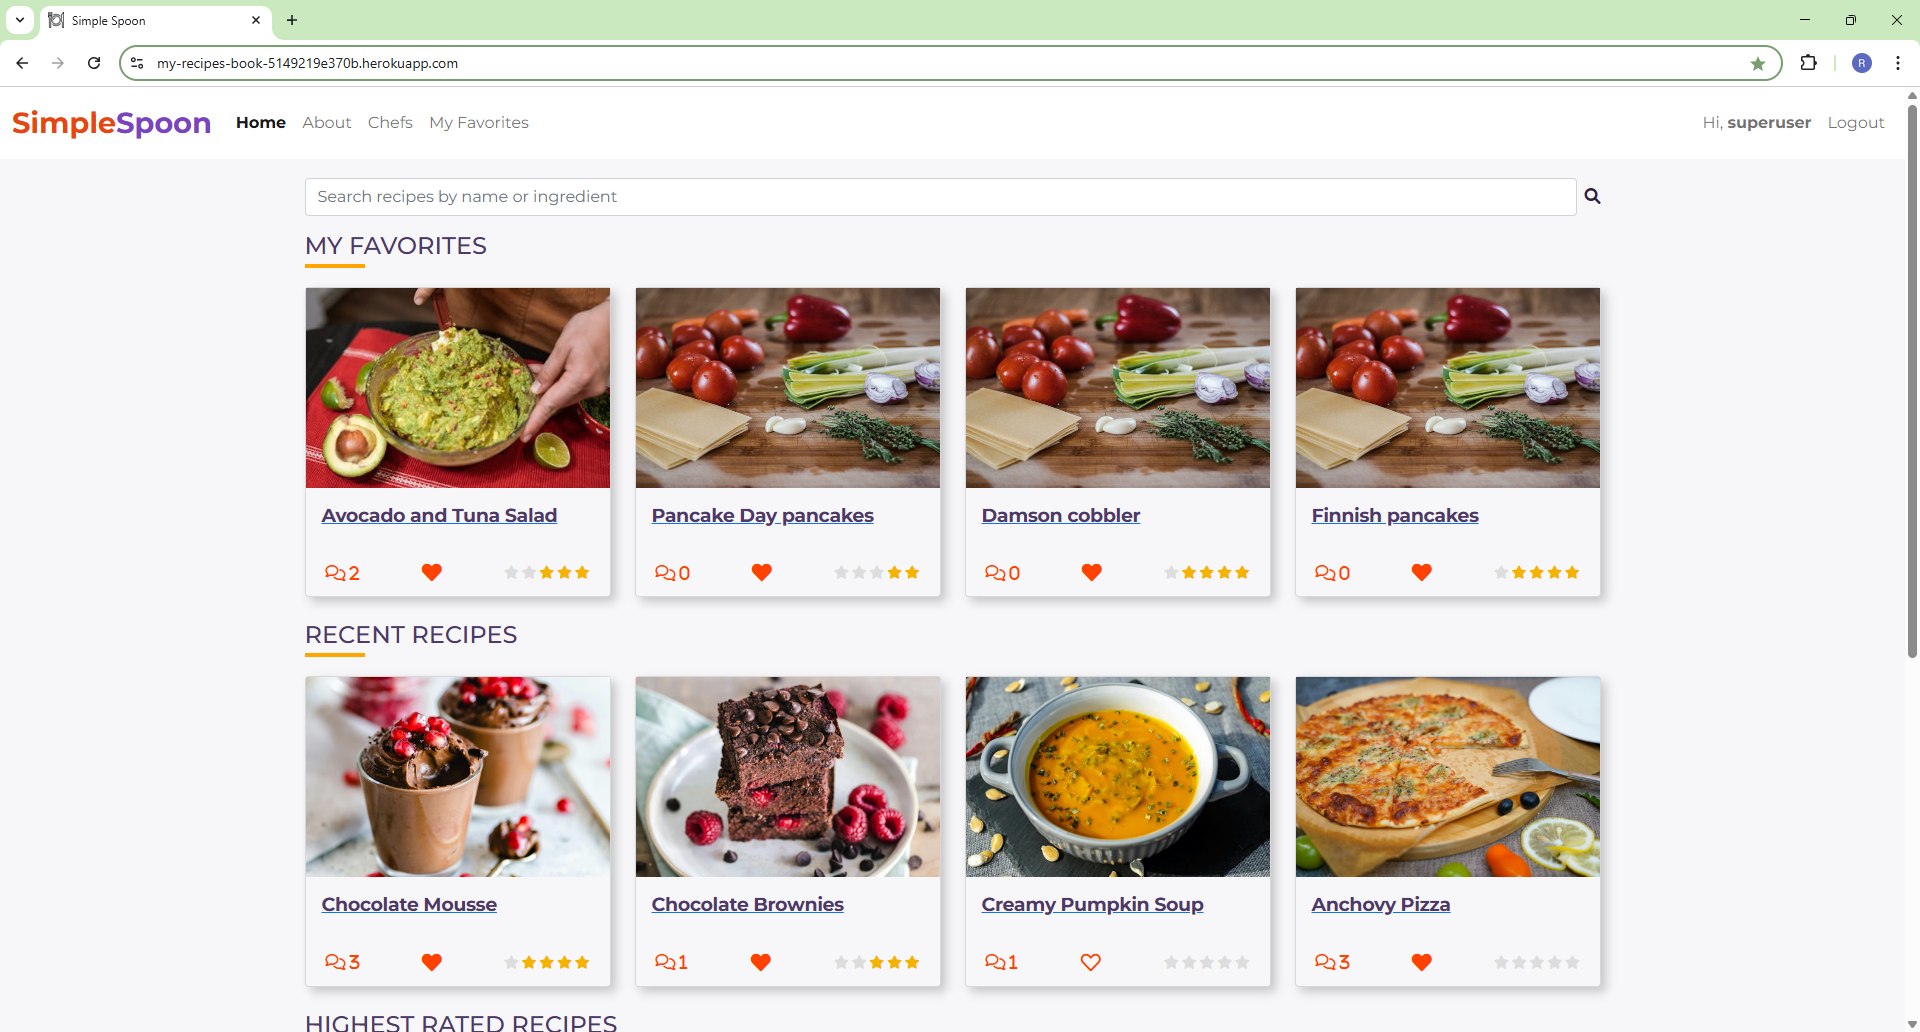 Simple Spoon
my-recipes-book-5149219e370b.herokuapp.com
R
SimpleSpoon Home About Chefs My Favorites Hi, superuser Logout
Search recipes by name or ingredient
MY FAVORITES
Avocado and Tuna Salad Pancake Day pancakes Damson cobbler Finnish pancakes
2 0 0 0
RECENT RECIPES
Chocolate Mousse Chocolate Brownies Creamy Pumpkin Soup Anchovy Pizza
3 1 1 3
HIGHEST RATED RECIPES